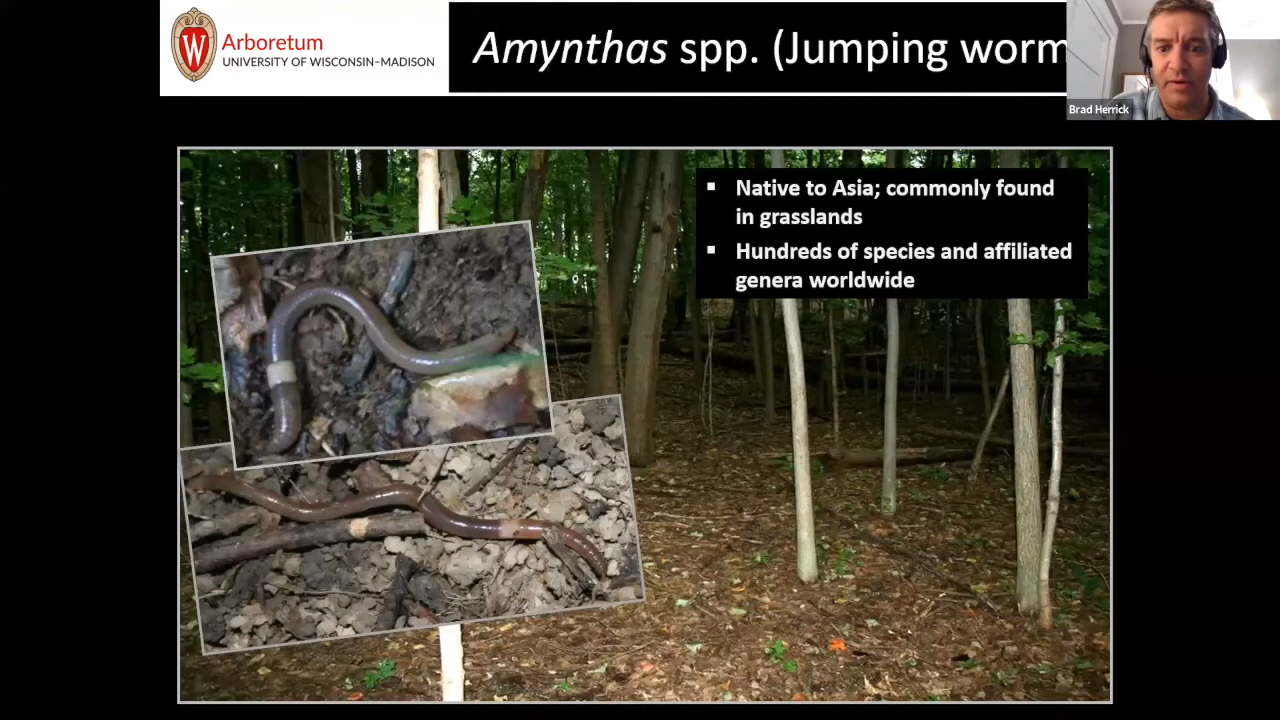 W
Arboretum
UNIVERSITY OF WISCONSIN–MADISON
Amynthas spp. (Jumping worm
Brad Herrick
▪ Native to Asia; commonly found
in grasslands
▪ Hundreds of species and affiliated
genera worldwide